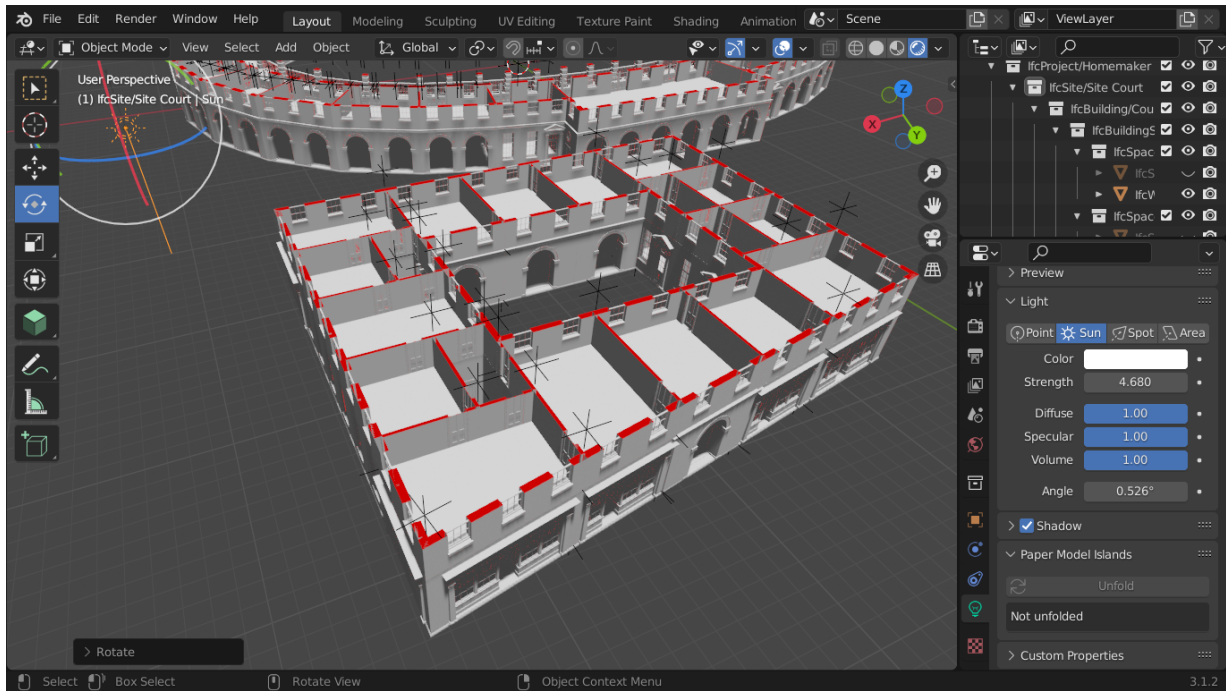 File Edit Render Window Help Layout Modeling Sculpting UV Editing Texture Paint Shading Animation Scene ViewLayer
Object Mode View Select Add Object Global
User Perspective
(1) IfcSite/Site Court | Sun
Z
X
Y
IfcProject/Homemaker
IfcSite/Site Court
IfcBuilding/Cou
IfcBuildingS
IfcSpac
IfcS
IfcW
IfcSpac
Preview
Light
Point Sun Spot Area
Color
Strength 4.680
Diffuse 1.00
Specular 1.00
Volume 1.00
Angle 0.526°
Shadow
Paper Model Islands
Unfold
Not unfolded
Custom Properties
Rotate
Select Box Select Rotate View Object Context Menu 3.1.2